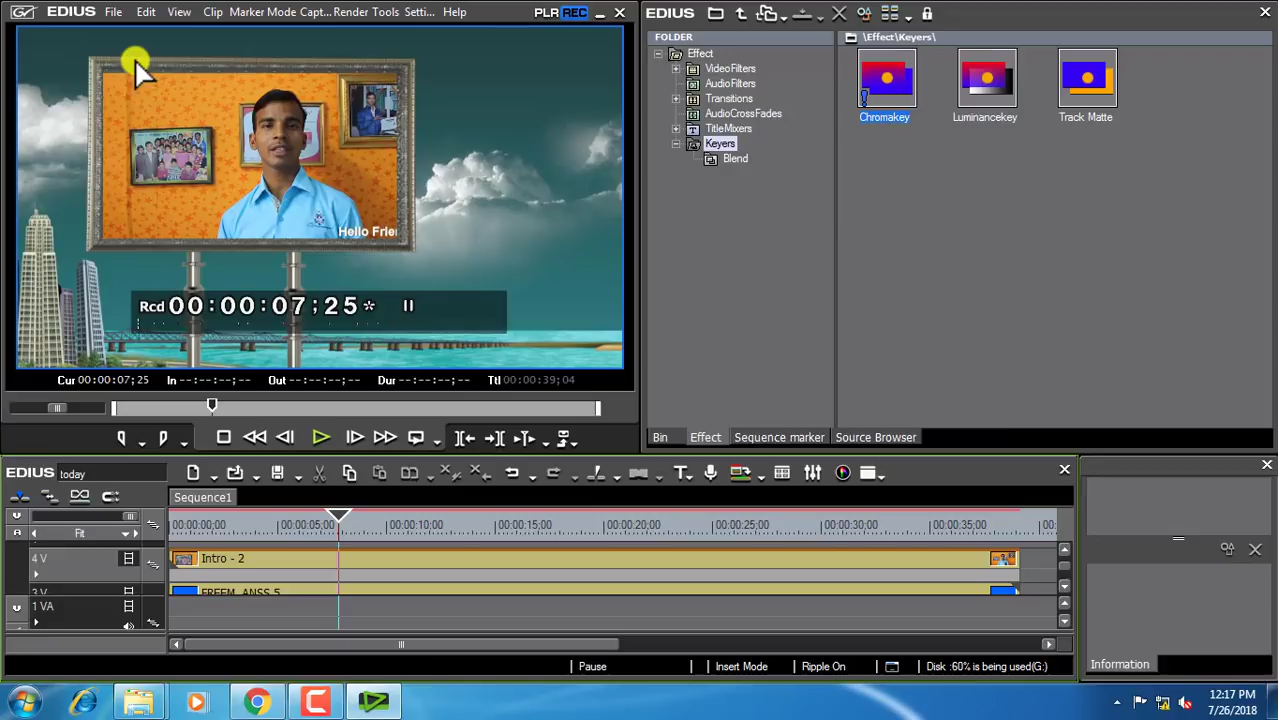 EDIUS File Edit View Clip Marker Mode Capt... Render Tools Setti... Help PLR REC
Hello Frie
Rcd 00:00:07;25* II
Cur 00:00:07;25 In --:--:--;-- Out --:--:--;-- Dur --:--:--;-- Ttl 00:00:39;04
EDIUS
FOLDER
Effect
VideoFilters
AudioFilters
Transitions
AudioCrossFades
TitleMixers
Keyers
Blend
\Effect\Keyers\
Chromakey Luminancekey Track Matte
Bin Effect Sequence marker Source Browser
EDIUS today
Sequence1
Fit
00:00:00;00 00:00:05;00 00:00:10;00 00:00:15;00 00:00:20;00 00:00:25;00 00:00:30;00 00:00:35;00 00:
4 V Intro - 2
3 V FREEM_ANSS 5
1 VA
Pause Insert Mode Ripple On Disk :60% is being used(G:)
Information
12:17 PM
7/26/2018